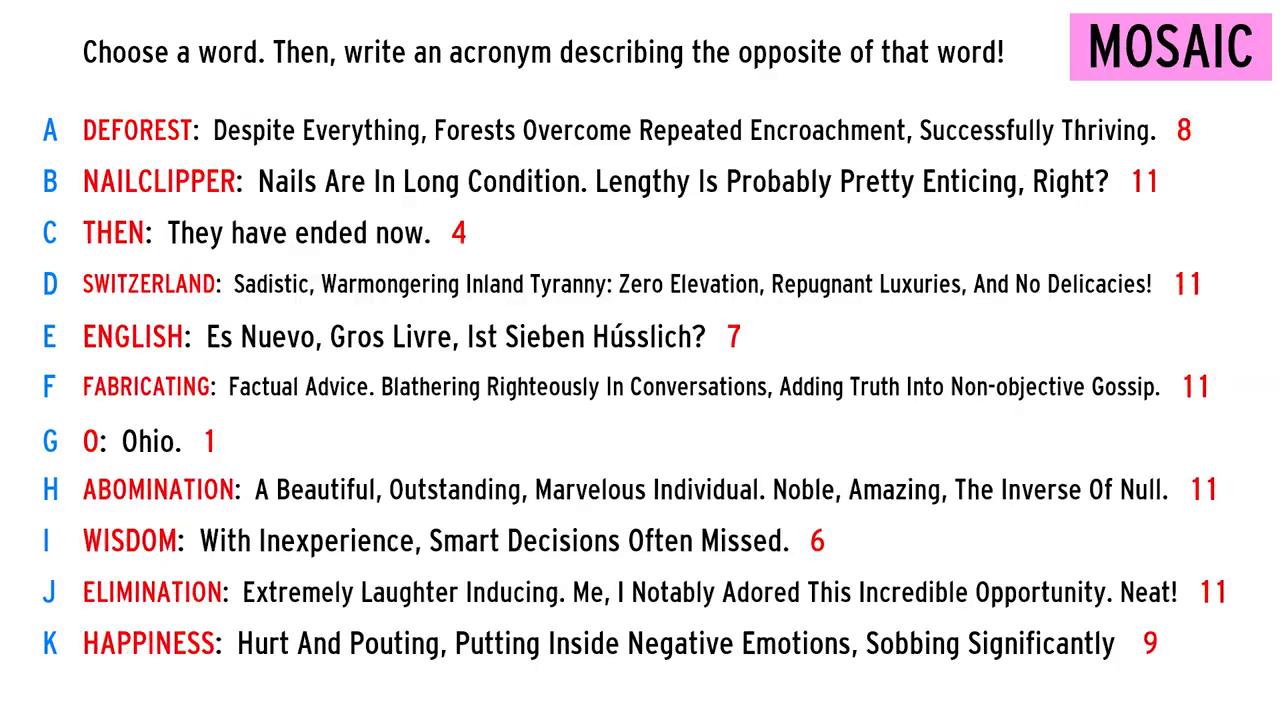 Choose a word. Then, write an acronym describing the opposite of that word!
MOSAIC
A DEFOREST: Despite Everything, Forests Overcome Repeated Encroachment, Successfully Thriving. 8
B NAILCLIPPER: Nails Are In Long Condition. Lengthy Is Probably Pretty Enticing, Right? 11
C THEN: They have ended now. 4
D SWITZERLAND: Sadistic, Warmongering Inland Tyranny: Zero Elevation, Repugnant Luxuries, And No Delicacies! 11
E ENGLISH: Es Nuevo, Gros Livre, Ist Sieben Hússlich? 7
F FABRICATING: Factual Advice. Blathering Righteously In Conversations, Adding Truth Into Non-objective Gossip. 11
G O: Ohio. 1
H ABOMINATION: A Beautiful, Outstanding, Marvelous Individual. Noble, Amazing, The Inverse Of Null. 11
I WISDOM: With Inexperience, Smart Decisions Often Missed. 6
J ELIMINATION: Extremely Laughter Inducing. Me, I Notably Adored This Incredible Opportunity. Neat! 11
K HAPPINESS: Hurt And Pouting, Putting Inside Negative Emotions, Sobbing Significantly 9